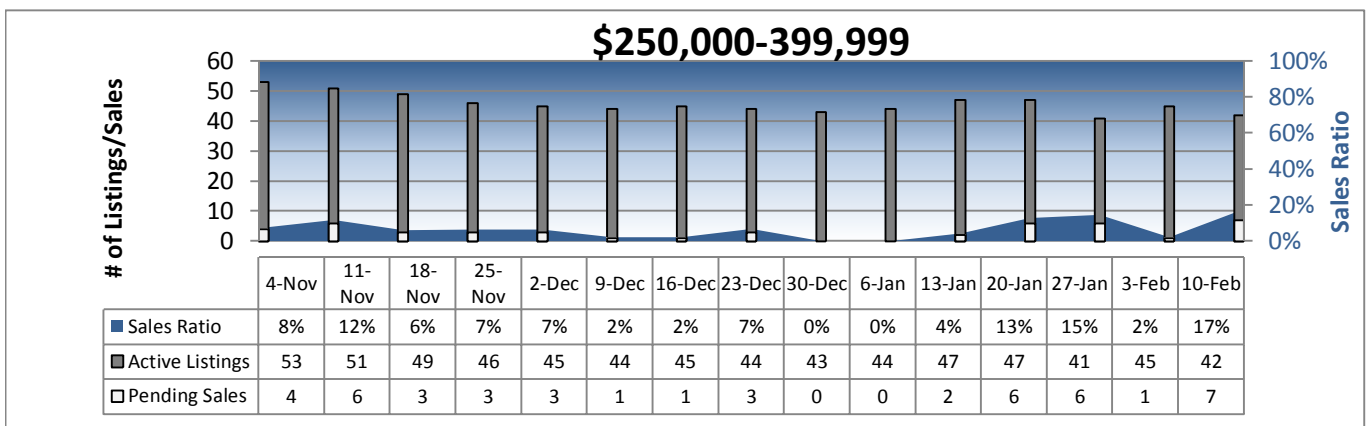 $250,000-399,999
# of Listings/Sales
60
50
40
30
20
10
0
100%
80%
60%
40%
20%
0%
Sales Ratio
4-Nov 11-Nov 18-Nov 25-Nov 2-Dec 9-Dec 16-Dec 23-Dec 30-Dec 6-Jan 13-Jan 20-Jan 27-Jan 3-Feb 10-Feb
Sales Ratio 8% 12% 6% 7% 7% 2% 2% 7% 0% 0% 4% 13% 15% 2% 17%
Active Listings 53 51 49 46 45 44 45 44 43 44 47 47 41 45 42
Pending Sales 4 6 3 3 3 1 1 3 0 0 2 6 6 1 7